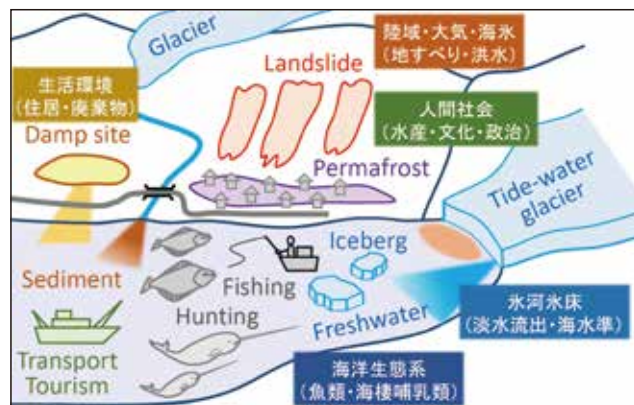 Glacier
陸域・大気・海氷
(地すべり・洪水)
Landslide
生活環境
(住居・廃棄物)
人間社会
(水産・文化・政治)
Damp site
Permafrost
Tide-water
glacier
Iceberg
Sediment
Fishing
Hunting
Freshwater
氷河氷床
(淡水流出・海水準)
Transport
Tourism
海洋生態系
(魚類・海棲哺乳類)